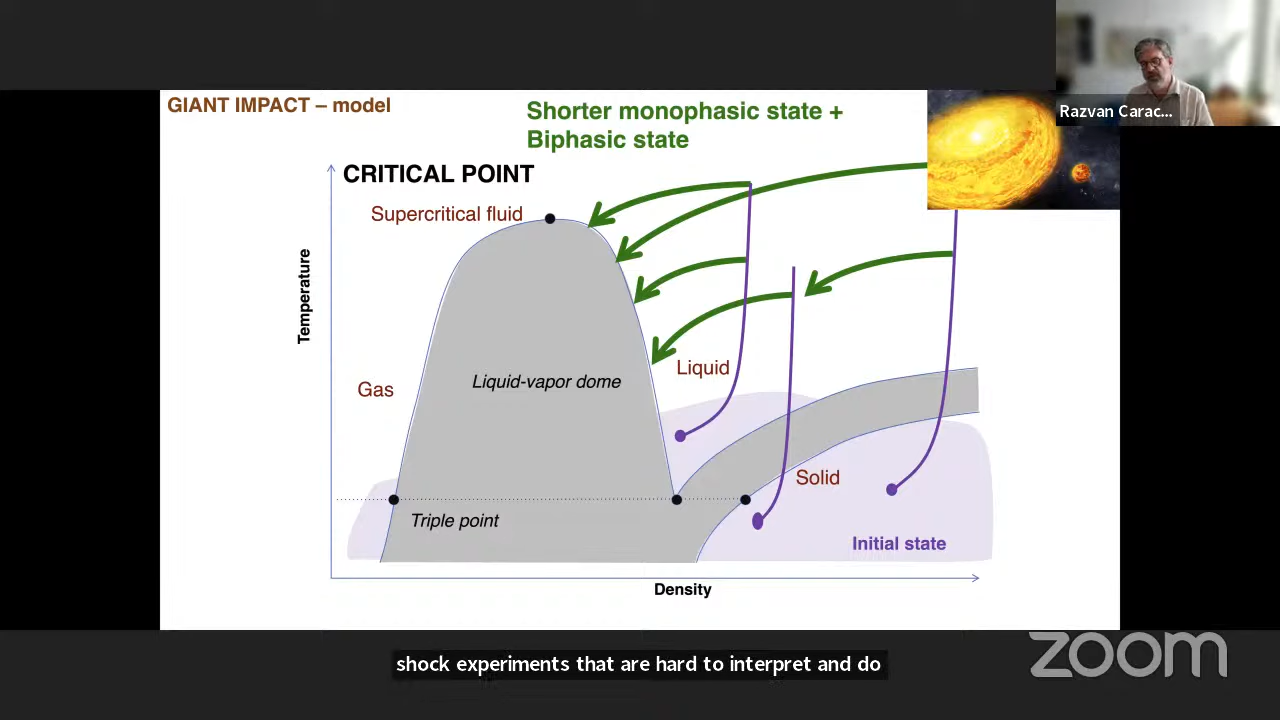 GIANT IMPACT – model
Shorter monophasic state +
Biphasic state
Razvan Carac...
CRITICAL POINT
Supercritical fluid
Temperature
Liquid
Liquid-vapor dome
Gas
Solid
Triple point
Initial state
Density
shock experiments that are hard to interpret and do
zoom